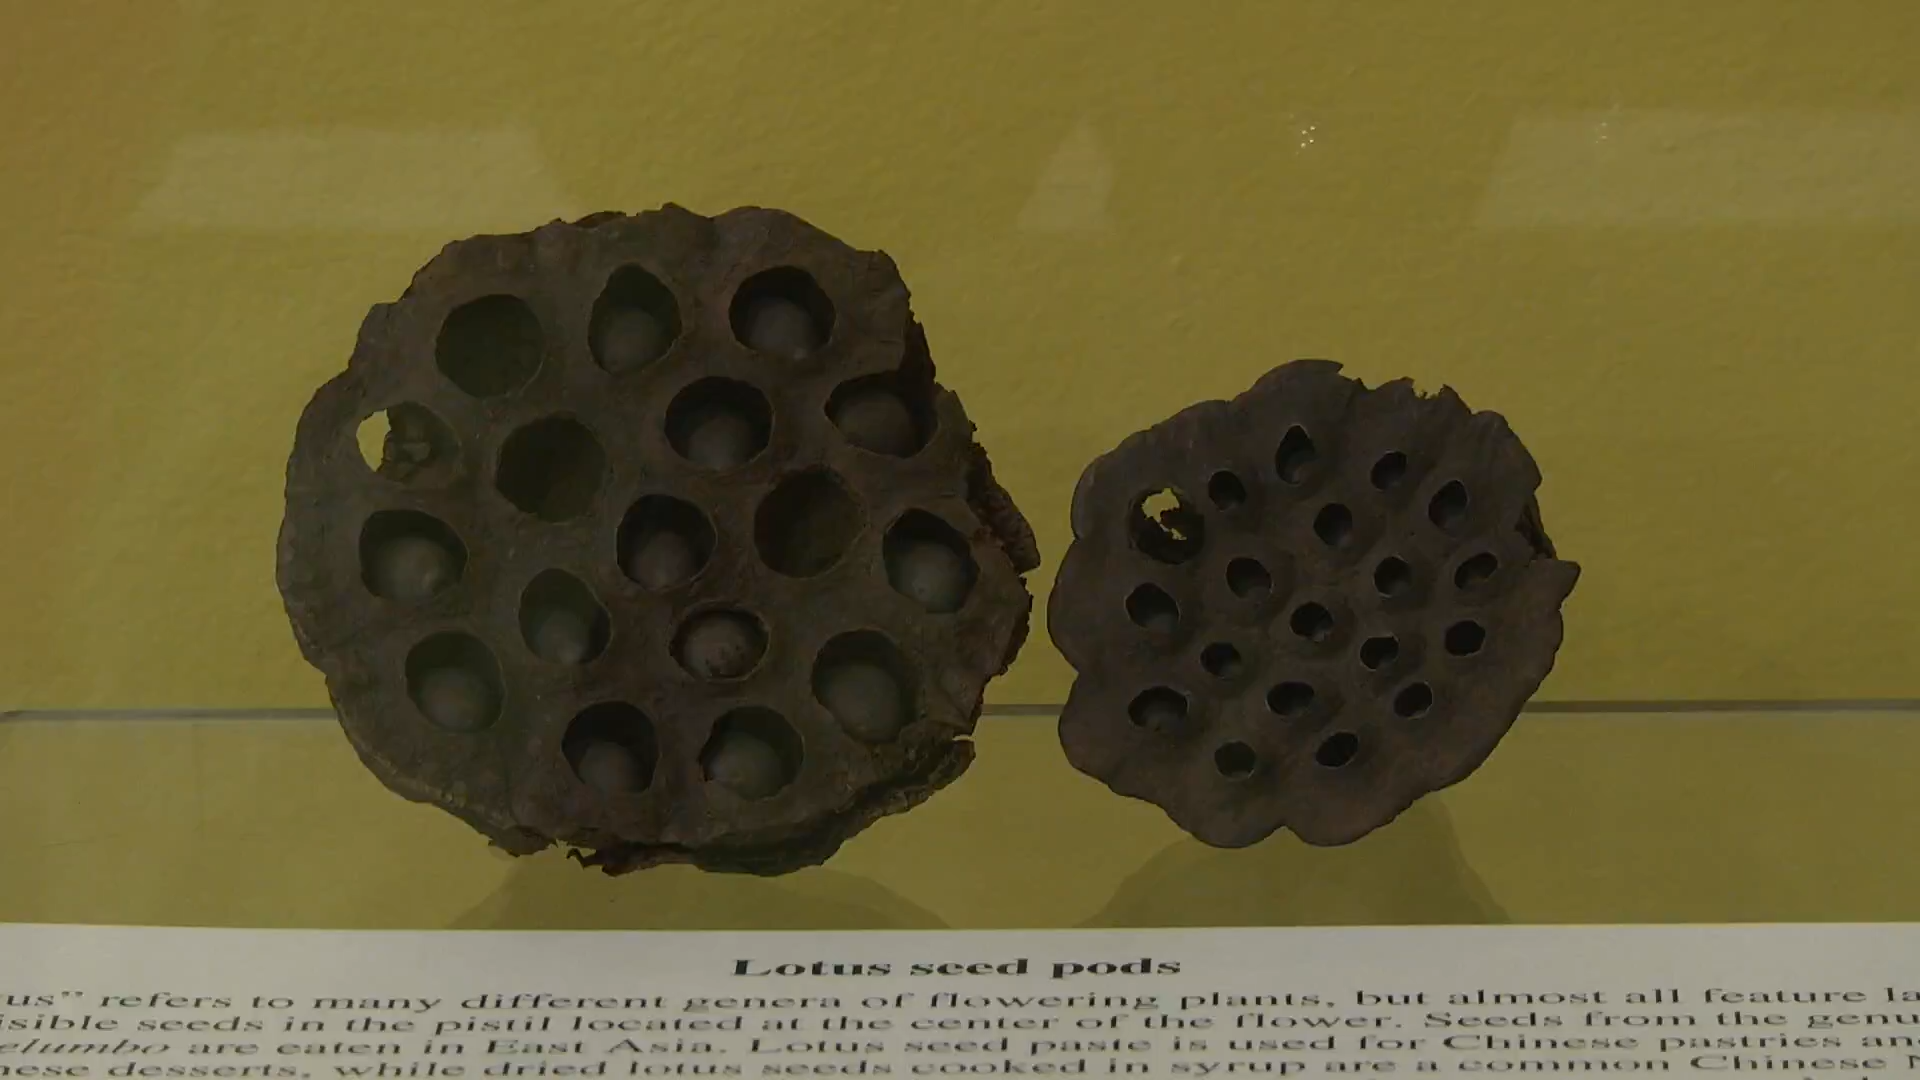 Lotus seed pods
us” refers to many different genera of flowering plants, but almost all feature la
isible seeds in the pistil located at the center of the flower. Seeds from the genu
elumbo are eaten in East Asia. Lotus seed paste is used for Chinese pastries an
nese desserts, while dried lotus seeds cooked in syrup are a common Chinese N